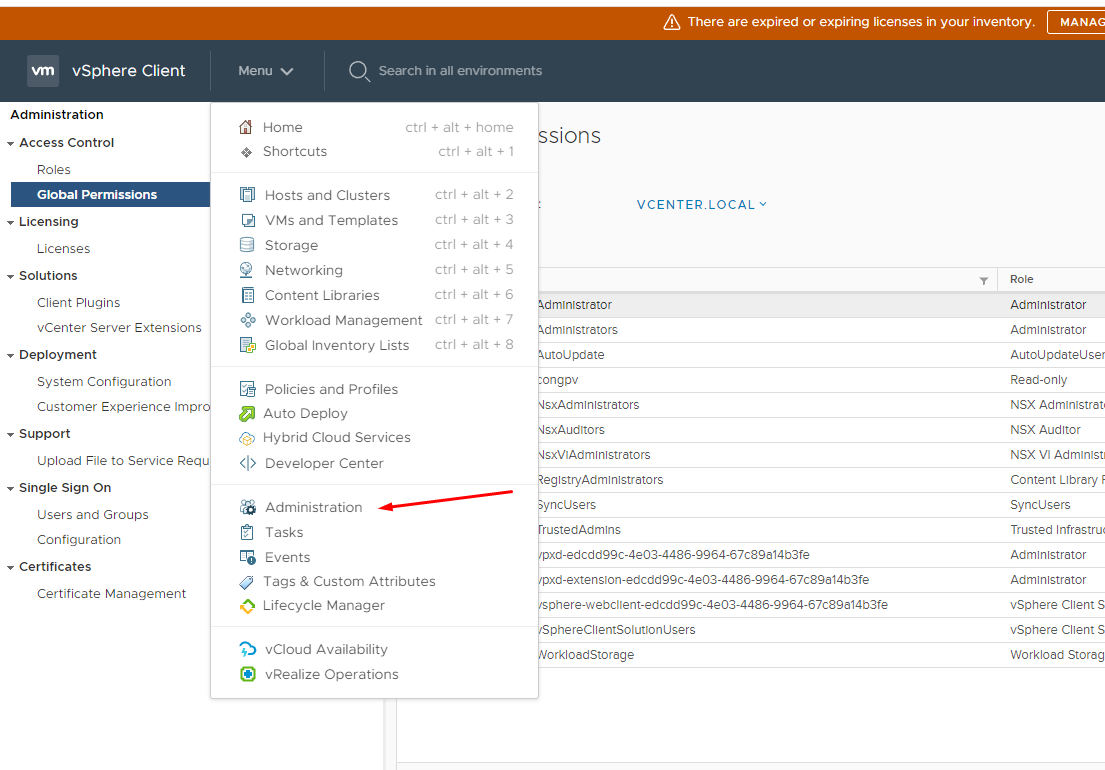 There are expired or expiring licenses in your inventory.
MANAG
vm vSphere Client
Menu
Search in all environments
Administration
Access Control
Roles
Global Permissions
Licensing
Licenses
Solutions
Client Plugins
vCenter Server Extensions
Deployment
System Configuration
Customer Experience Impro
Support
Upload File to Service Requ
Single Sign On
Users and Groups
Configuration
Certificates
Certificate Management
Home ctrl + alt + home
Shortcuts ctrl + alt + 1
Hosts and Clusters ctrl + alt + 2
VMs and Templates ctrl + alt + 3
Storage ctrl + alt + 4
Networking ctrl + alt + 5
Content Libraries ctrl + alt + 6
Workload Management ctrl + alt + 7
Global Inventory Lists ctrl + alt + 8
Policies and Profiles
Auto Deploy
Hybrid Cloud Services
Developer Center
Administration
Tasks
Events
Tags & Custom Attributes
Lifecycle Manager
vCloud Availability
vRealize Operations
ssions
VCENTER.LOCAL
Role
Administrator Administrator
Administrators Administrator
AutoUpdate AutoUpdateUser
congpv Read-only
NsxAdministrators NSX Administrat
NsxAuditors NSX Auditor
NsxViAdministrators NSX VI Administ
RegistryAdministrators Content Library
SyncUsers SyncUsers
TrustedAdmins Trusted Infrastruc
vpxd-edcdd99c-4e03-4486-9964-67c89a14b3fe Administrator
vpxd-extension-edcdd99c-4e03-4486-9964-67c89a14b3fe Administrator
vsphere-webclient-edcdd99c-4e03-4486-9964-67c89a14b3fe vSphere Client S
vSphereClientSolutionUsers vSphere Client S
WorkloadStorage Workload Storag